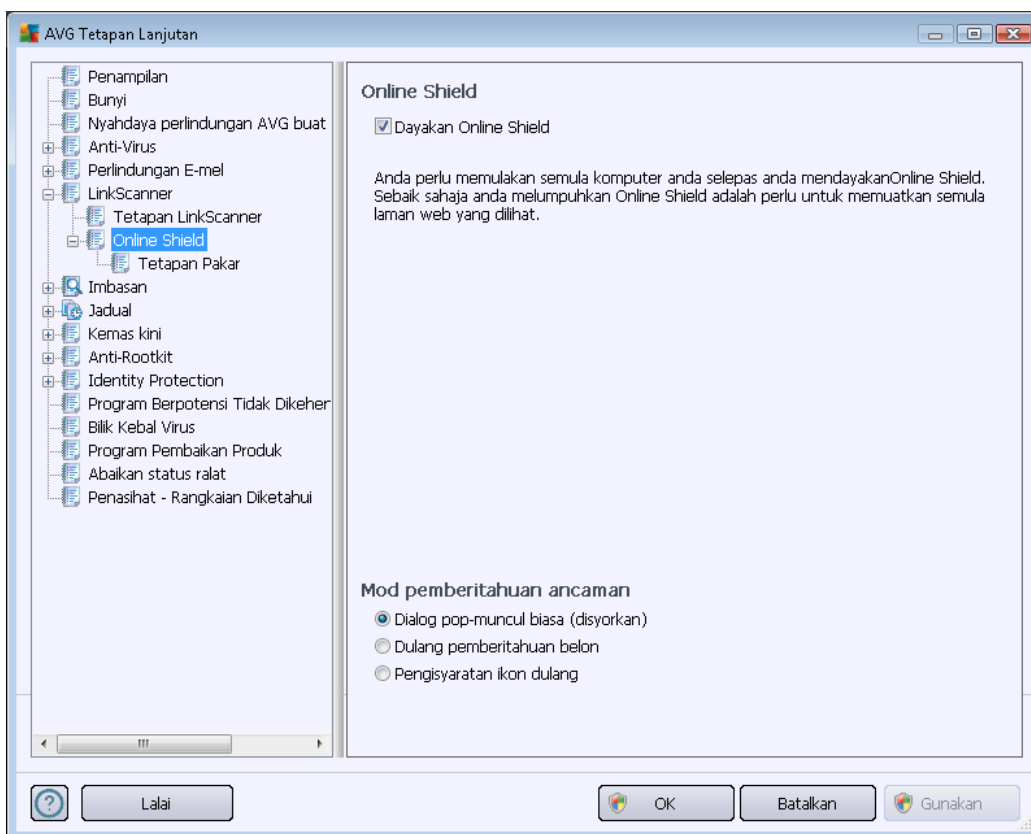 AVG Tetapan Lanjutan
Penampilan
Bunyi
Nyahdaya perlindungan AVG buat
Anti-Virus
Perlindungan E-mel
LinkScanner
Tetapan LinkScanner
Online Shield
Tetapan Pakar
Imbasan
Jadual
Kemas kini
Anti-Rootkit
Identity Protection
Program Berpotensi Tidak Dikeher
Bilik Kebal Virus
Program Pembaikan Produk
Abaikan status ralat
Penasihat - Rangkaian Diketahui
Online Shield
Dayakan Online Shield
Anda perlu memulakan semula komputer anda selepas anda mendayakanOnline Shield.
Sebaik sahaja anda melumpuhkan Online Shield adalah perlu untuk memuatkan semula
laman web yang dilihat.
Mod pemberitahuan ancaman
Dialog pop-muncul biasa (disyorkan)
Dulang pemberitahuan belon
Pengisyaratan ikon dulang
Lalai
OK
Batalkan
Gunakan